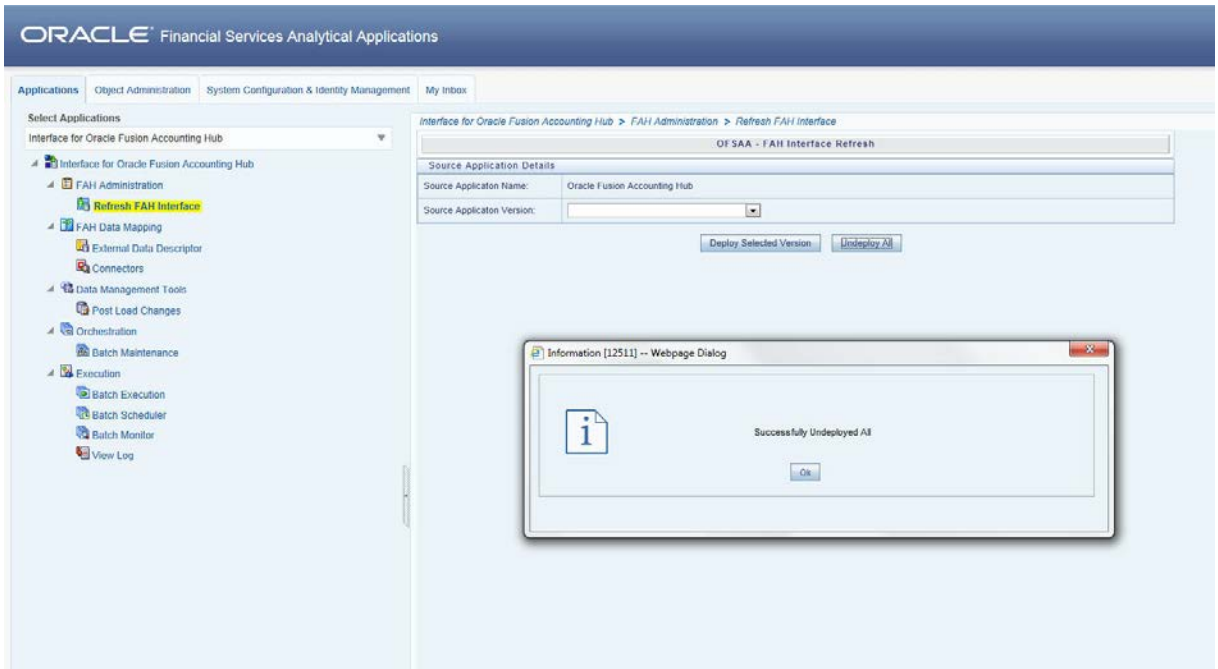 ORACLE Financial Services Analytical Applications
Applications Object Administration System Configuration & Identity Management My Inbox
Select Applications
Interface for Oracle Fusion Accounting Hub
Interface for Oracle Fusion Accounting Hub
FAH Administration
Refresh FAH Interface
FAH Data Mapping
External Data Descriptor
Connectors
Data Management Tools
Post Load Changes
Orchestration
Batch Maintenance
Execution
Batch Execution
Batch Scheduler
Batch Monitor
View Log
Interface for Oracle Fusion Accounting Hub > FAH Administration > Refresh FAH Interface
OFSAA - FAH Interface Refresh
Source Application Details
Source Applicaton Name: Oracle Fusion Accounting Hub
Source Applicaton Version:
Deploy Selected Version Undeploy All
Information [12511] -- Webpage Dialog
i
Successfully Undeployed All
Ok